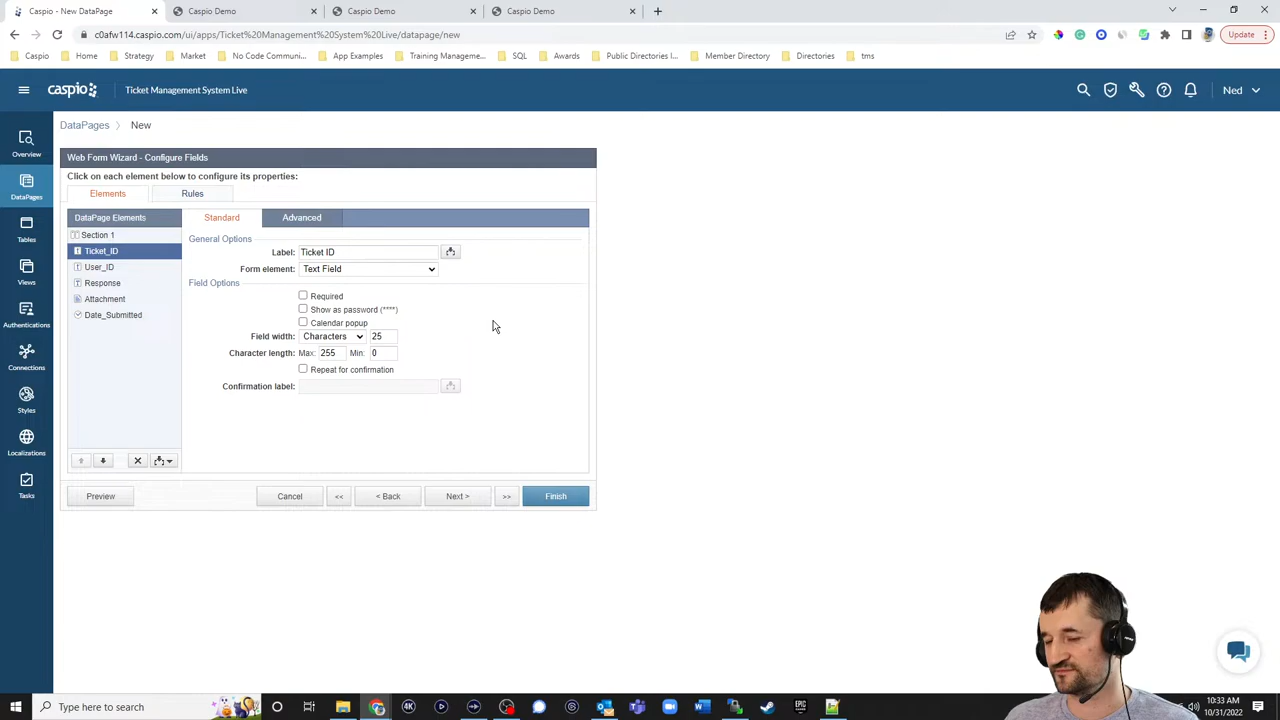 Caspio - New DataPage
Caspio Demo
Caspio Demo
Caspio Demo
c0afw114.caspio.com/ui/apps/Ticket%20Management%20System%20Live/datapage/new
Update
Caspio
Home
Strategy
Market
No Code Communi...
App Examples
Training Manageme...
SQL
Awards
Public Directories I...
Member Directory
Directories
tms
caspio
Ticket Management System Live
Ned
Overview
DataPages
Tables
Views
Authentications
Connections
Styles
Localizations
Tasks
DataPages
New
Web Form Wizard - Configure Fields
Click on each element below to configure its properties:
Elements
Rules
DataPage Elements
Standard
Advanced
Section 1
Ticket_ID
User_ID
Response
Attachment
Date_Submitted
General Options
Label: Ticket ID
Form element: Text Field
Field Options
Required
Show as password (****)
Calendar popup
Field width: Characters 25
Character length: Max: 255 Min: 0
Repeat for confirmation
Confirmation label:
Preview
Cancel
<<
< Back
Next >
>>
Finish
Type here to search
4K
EPIC
10:33 AM
10/31/2022